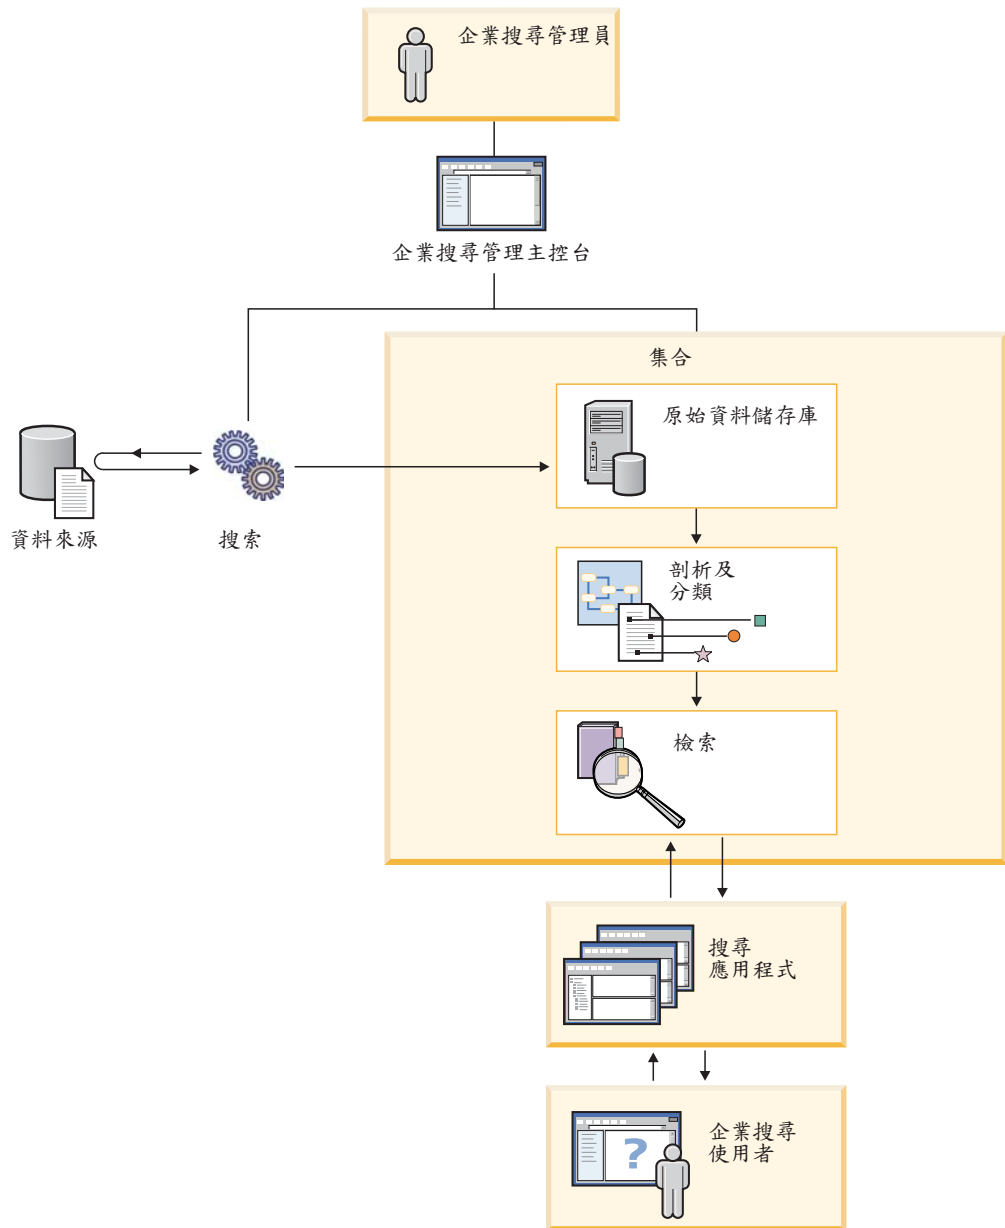 企業搜尋管理員
企業搜尋管理主控台
集合
原始資料儲存庫
資料來源
搜索
剖析及
分類
檢索
搜尋
應用程式
企業搜尋
使用者
?